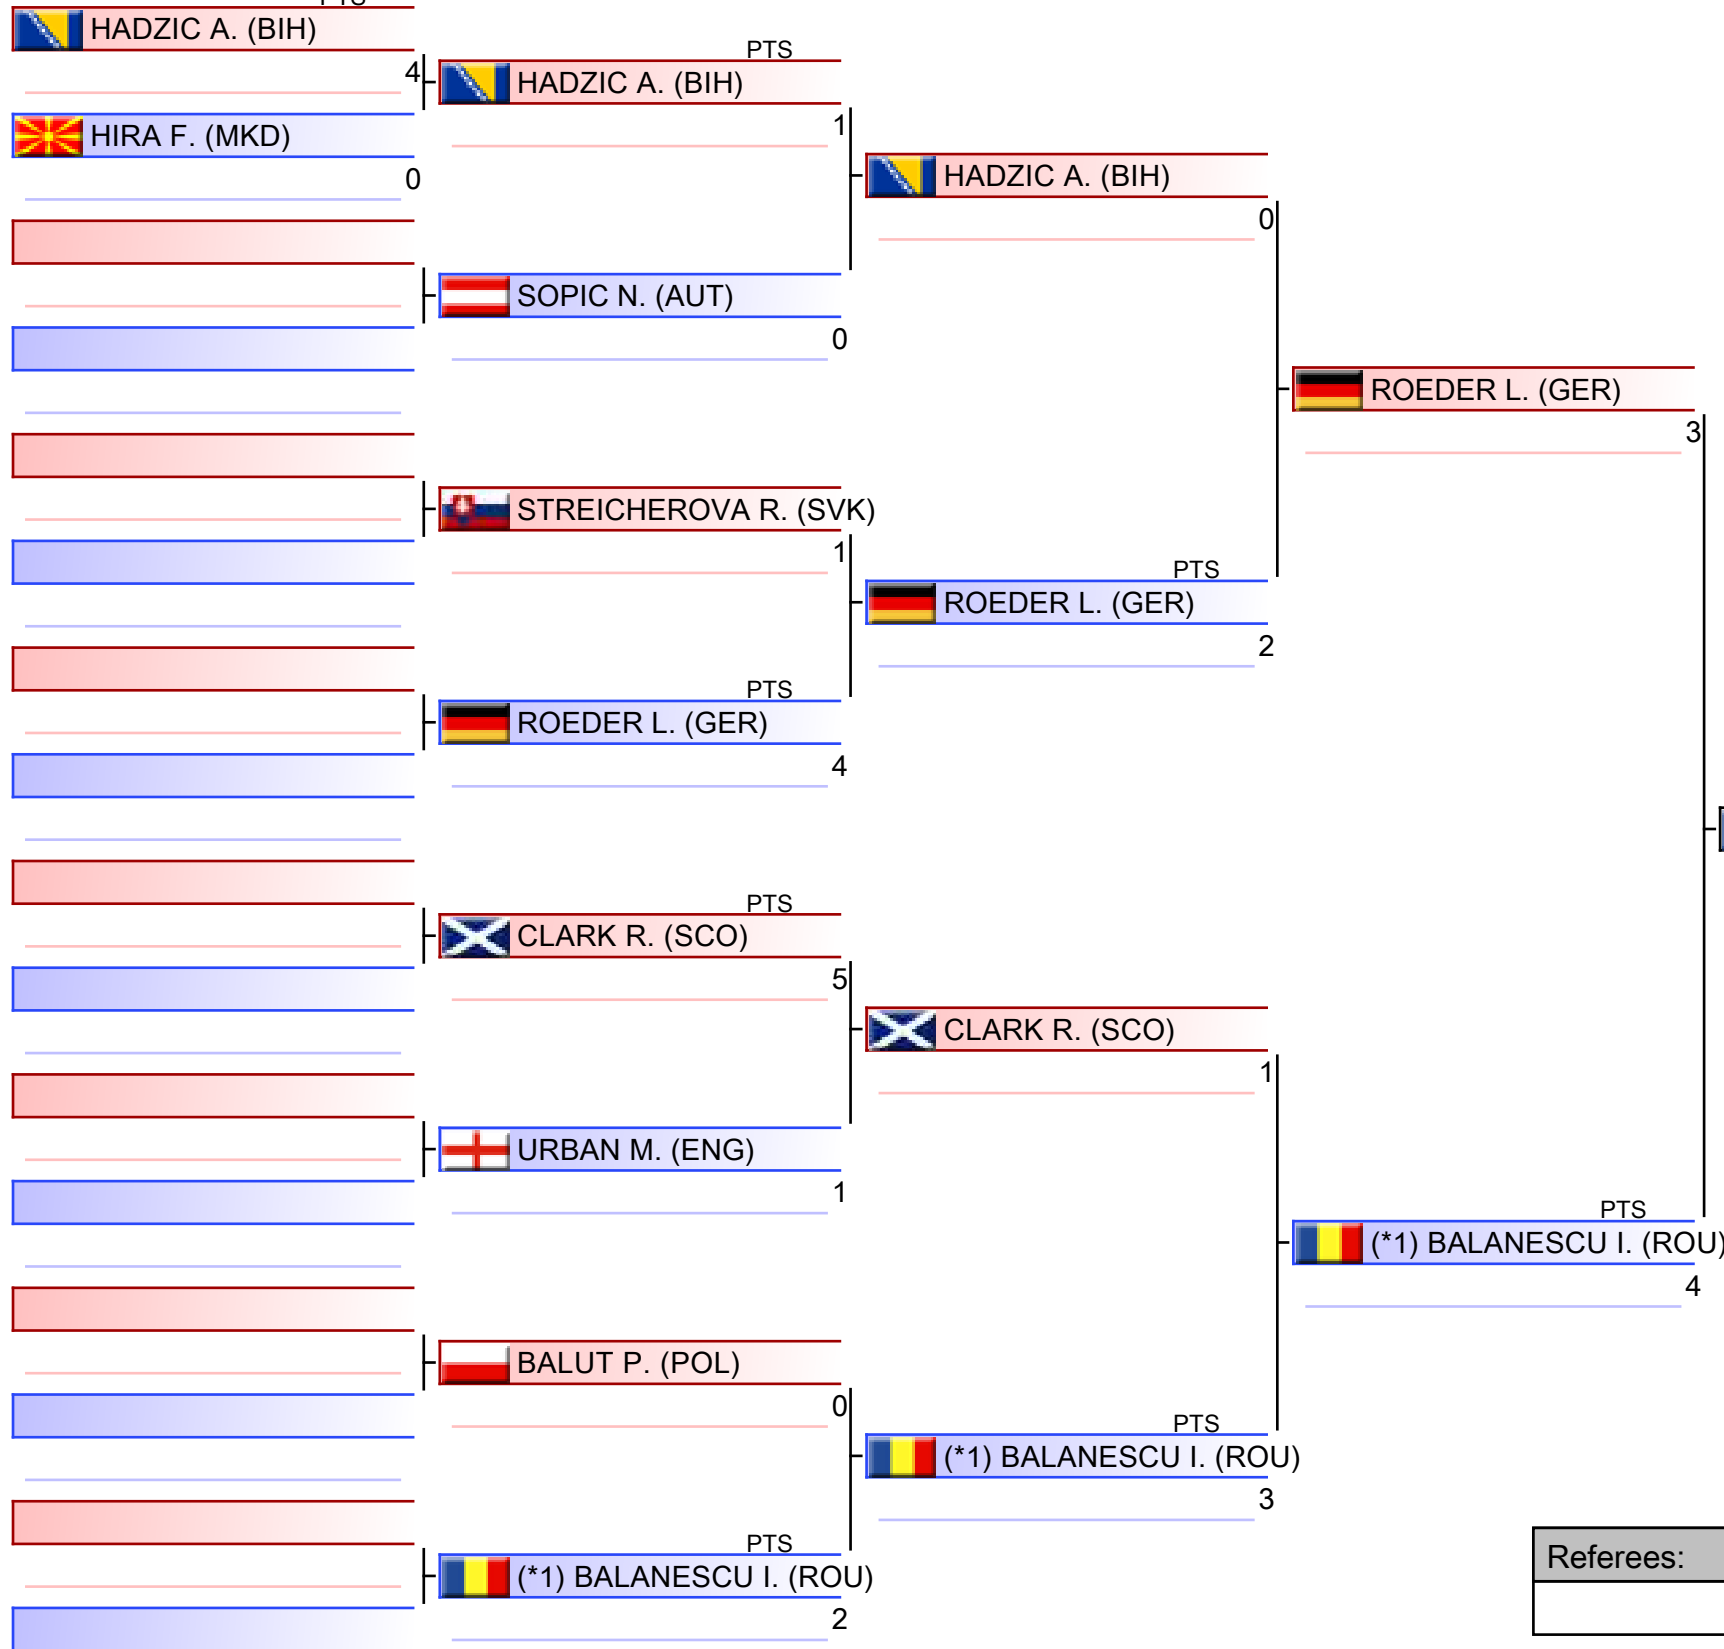 PTS
HADZIC A. (BIH)
4
HIRA F. (MKD)
0
PTS
HADZIC A. (BIH)
1
SOPIC N. (AUT)
0
STREICHEROVA R. (SVK)
1
PTS
ROEDER L. (GER)
4
PTS
CLARK R. (SCO)
5
URBAN M. (ENG)
1
BALUT P. (POL)
0
PTS
(*1) BALANESCU I. (ROU)
2
HADZIC A. (BIH)
0
PTS
ROEDER L. (GER)
2
CLARK R. (SCO)
1
PTS
(*1) BALANESCU I. (ROU)
3
ROEDER L. (GER)
3
PTS
(*1) BALANESCU I. (ROU)
4
Referees: